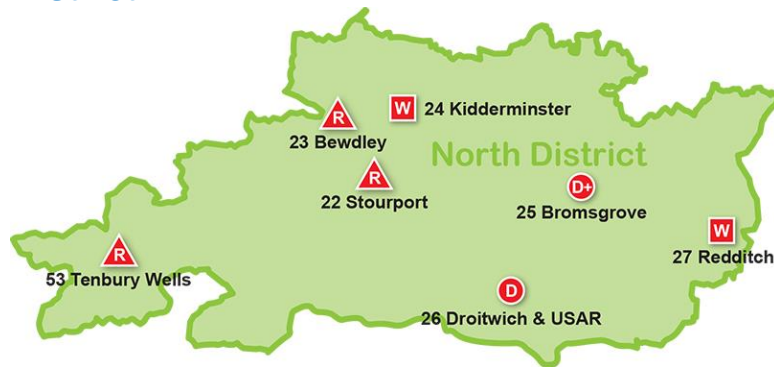 W
24 Kidderminster
R
23 Bewdley
North District
R
22 Stourport
D+
25 Bromsgrove
W
27 Redditch
R
53 Tenbury Wells
D
26 Droitwich & USAR